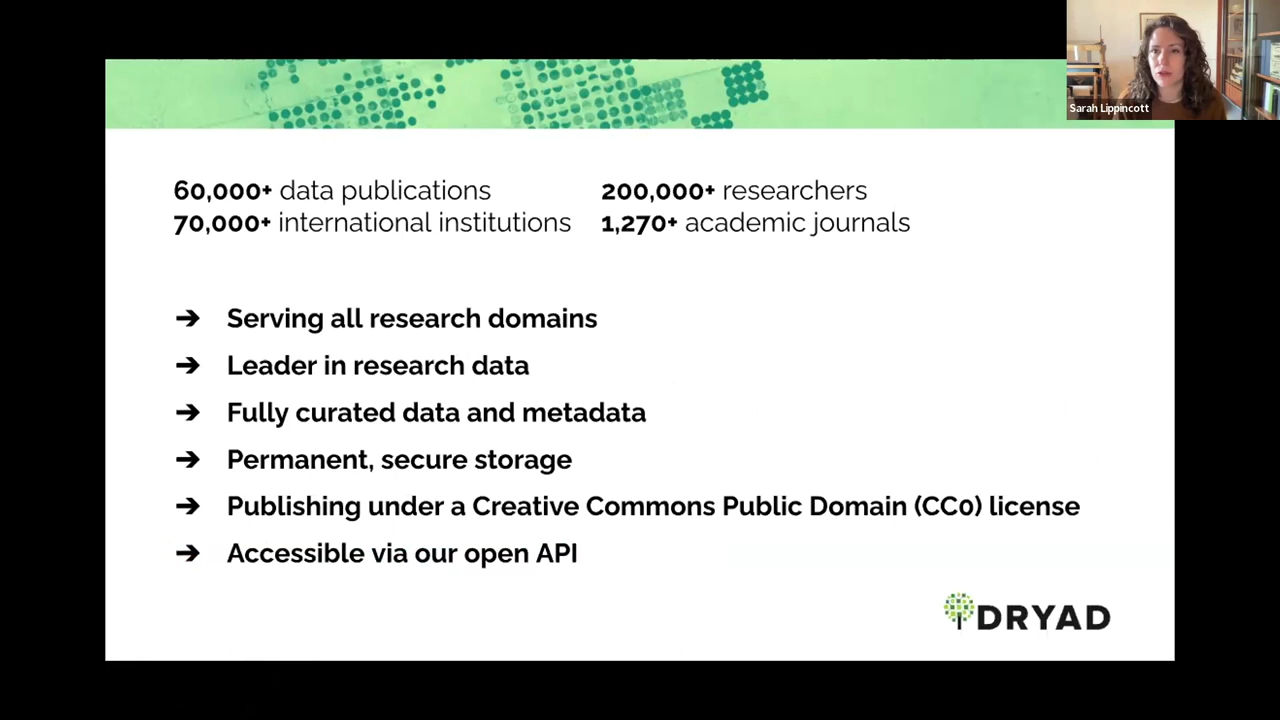 Sarah Lippincott
60,000+ data publications
70,000+ international institutions
200,000+ researchers
1,270+ academic journals
➔ Serving all research domains
➔ Leader in research data
➔ Fully curated data and metadata
➔ Permanent, secure storage
➔ Publishing under a Creative Commons Public Domain (CC0) license
➔ Accessible via our open API
DRYAD